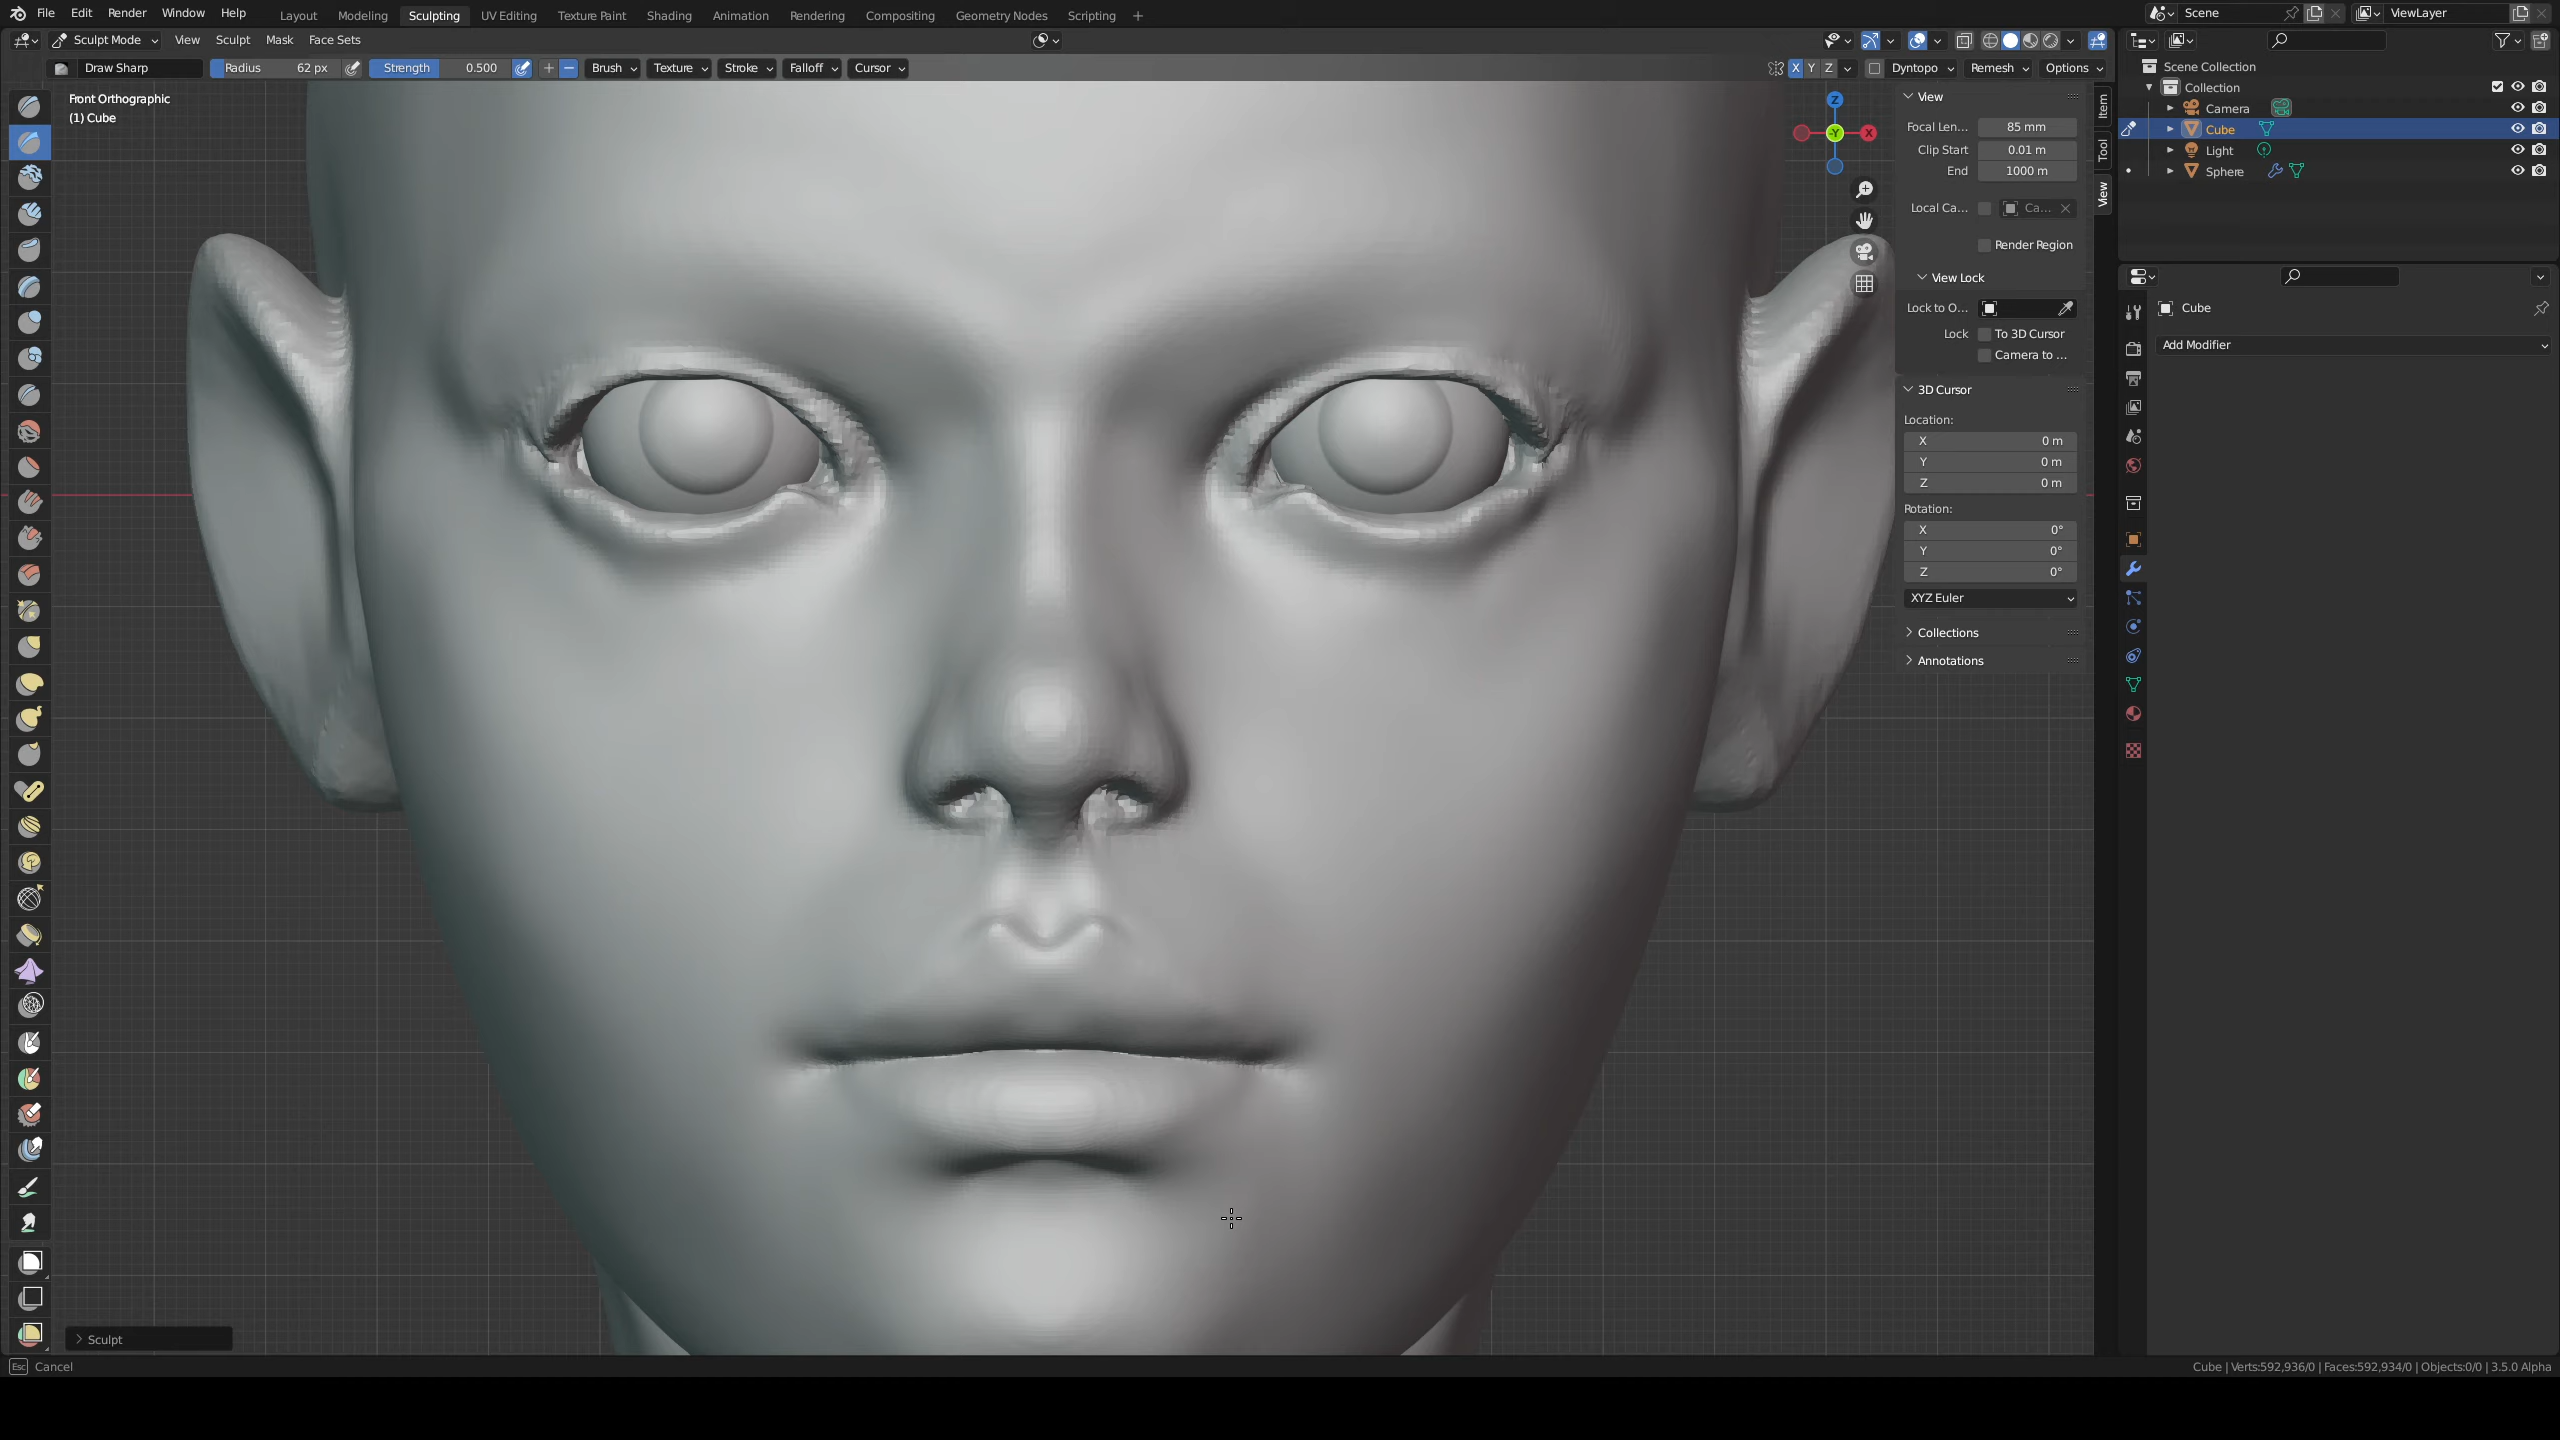 File Edit Render Window Help Layout Modeling Sculpting UV Editing Texture Paint Shading Animation Rendering Compositing Geometry Nodes Scripting + Scene ViewLayer
Sculpt Mode View Sculpt Mask Face Sets
Draw Sharp Radius 62 px Strength 0.500 Brush Texture Stroke Falloff Cursor X Y Z Dyntopo Remesh Options
Front Orthographic
(1) Cube
Z
-Y
X
View
Focal Len... 85 mm
Clip Start 0.01 m
End 1000 m
Local Ca... Ca...
Render Region
View Lock
Lock to O...
Lock To 3D Cursor
Camera to ...
3D Cursor
Location:
X 0 m
Y 0 m
Z 0 m
Rotation:
X 0°
Y 0°
Z 0°
XYZ Euler
Collections
Annotations
Item
Tool
View
Scene Collection
Collection
Camera
Cube
Light
Sphere
Cube
Add Modifier
Sculpt
Esc Cancel
Cube | Verts:592,936/0 | Faces:592,934/0 | Objects:0/0 | 3.5.0 Alpha